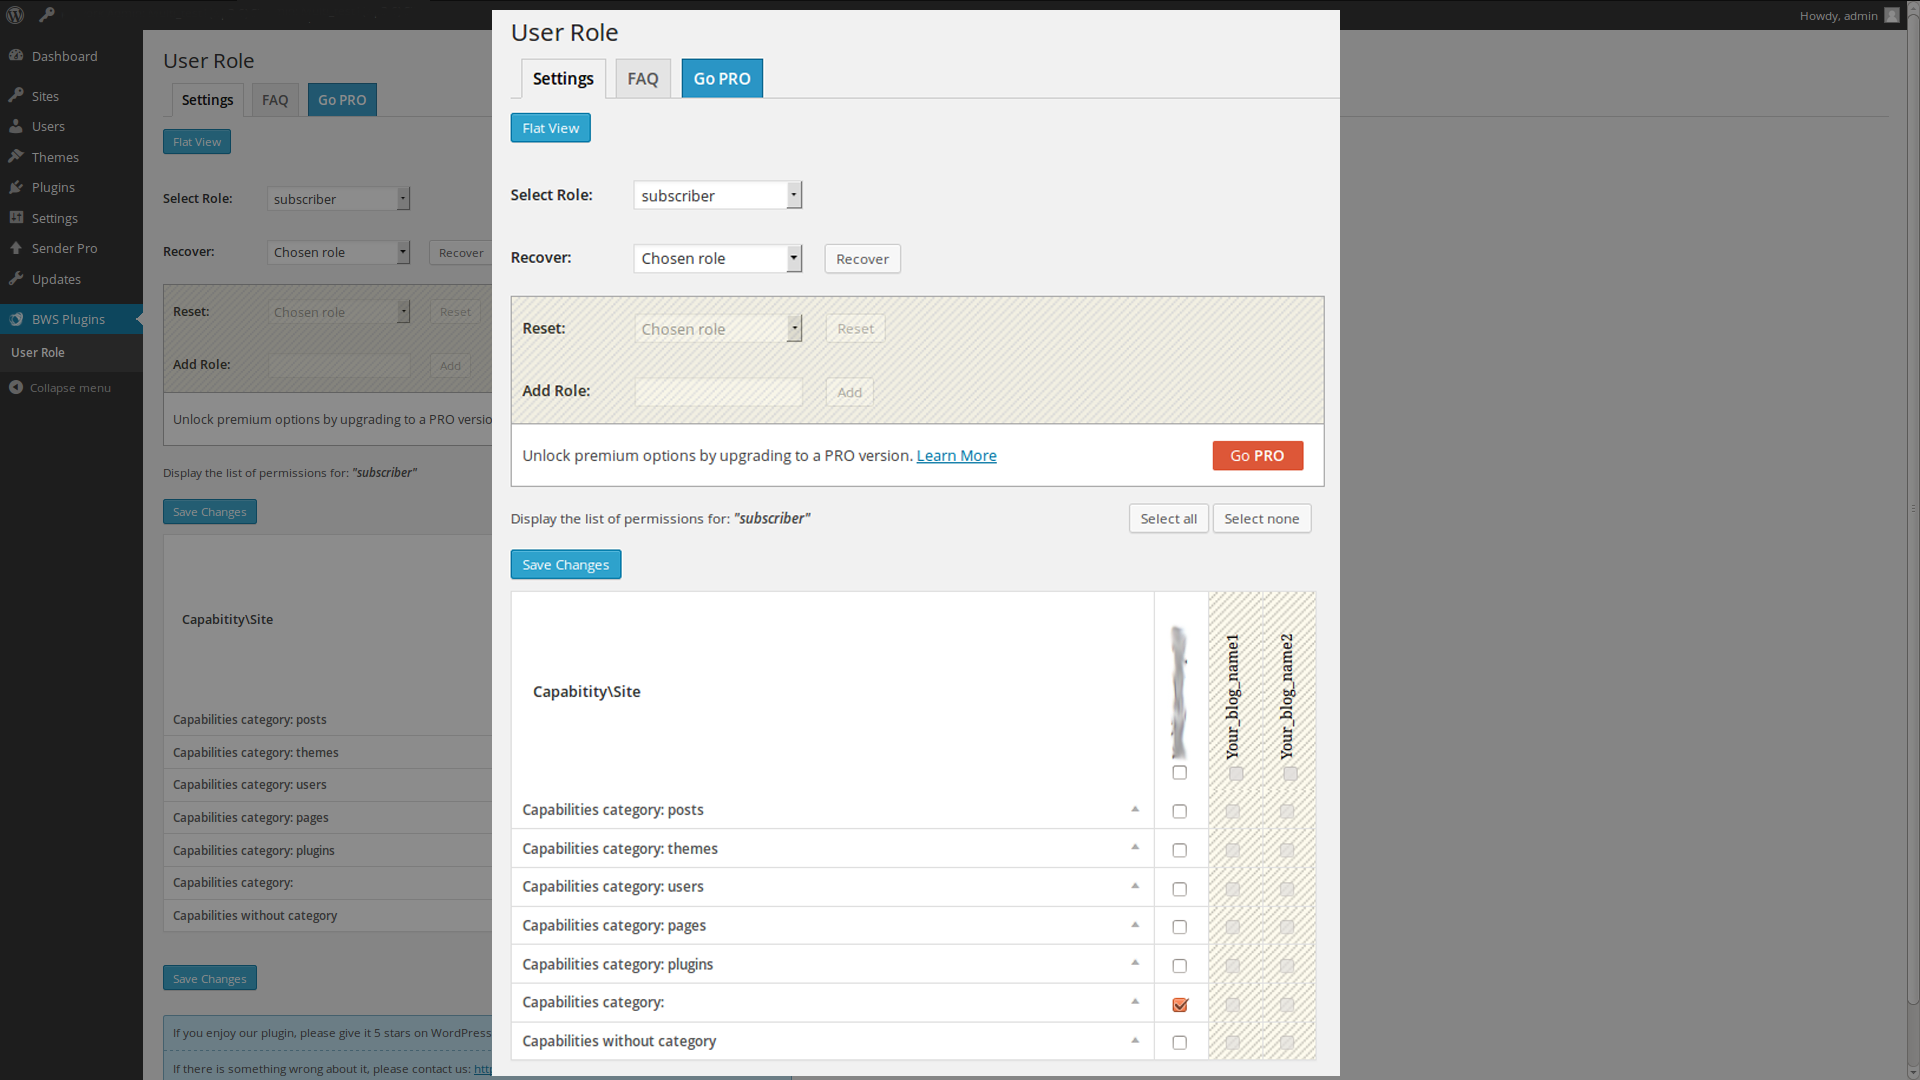 Howdy, admin
Dashboard
Sites
Users
Themes
Plugins
Settings
Sender Pro
Updates
BWS Plugins
User Role
Collapse menu
User Role
Settings
FAQ
Go PRO
Flat View
Select Role:
subscriber
Recover:
Chosen role
Recover
Reset:
Chosen role
Reset
Add Role:
Add
Unlock premium options by upgrading to a PRO
Display the list of permissions for: "subscriber"
Save Changes
Capabitity\Site
Capabilities category: posts
Capabilities category: themes
Capabilities category: users
Capabilities category: pages
Capabilities category: plugins
Capabilities category:
Capabilities without category
Save Changes
If you enjoy our plugin, please give it 5 stars on WordPress
If there is something wrong about it, please contact us:
User Role
Settings
FAQ
Go PRO
Flat View
Select Role:
subscriber
Recover:
Chosen role
Recover
Reset:
Chosen role
Reset
Add Role:
Add
Unlock premium options by upgrading to a PRO version. Learn More
Go PRO
Display the list of permissions for: "subscriber"
Select all
Select none
Save Changes
Capabitity\Site
Your_blog_name1
Your_blog_name2
Capabilities category: posts
Capabilities category: themes
Capabilities category: users
Capabilities category: pages
Capabilities category: plugins
Capabilities category:
Capabilities without category